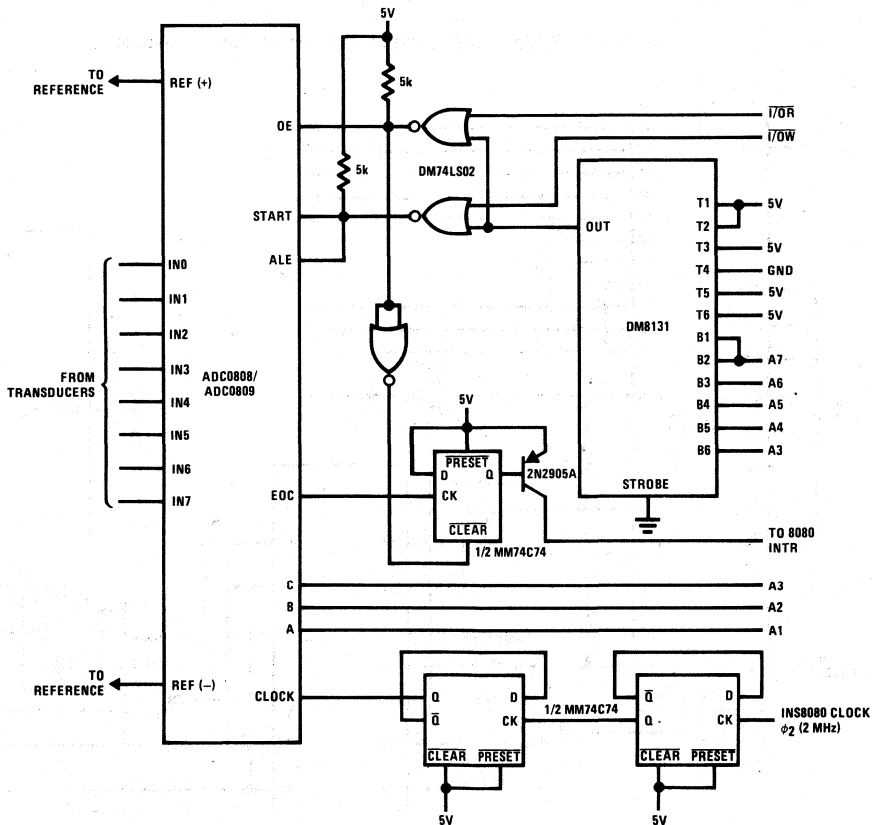 5V
TO
REFERENCE
REF (+)
5k
OE
I/OR
I/OW
DM74LS02
5k
START
ALE
OUT
T1
5V
T2
T3
5V
T4
GND
T5
5V
T6
5V
DM8131
B1
B2
A7
B3
A6
B4
A5
B5
A4
B6
A3
STROBE
IN0
IN1
IN2
IN3
IN4
IN5
IN6
IN7
FROM
TRANSDUCERS
ADC0808/
ADC0809
5V
PRESET
D
Q
2N2905A
EOC
CK
CLEAR
1/2 MM74C74
TO 8080
INTR
C
A3
B
A2
A
A1
TO
REFERENCE
REF (−)
CLOCK
Q
D
Q
CK
1/2 MM74C74
CLEAR
PRESET
5V
Q
D
Q
CK
INS8080 CLOCK
ϕ2 (2 MHz)
CLEAR
PRESET
5V